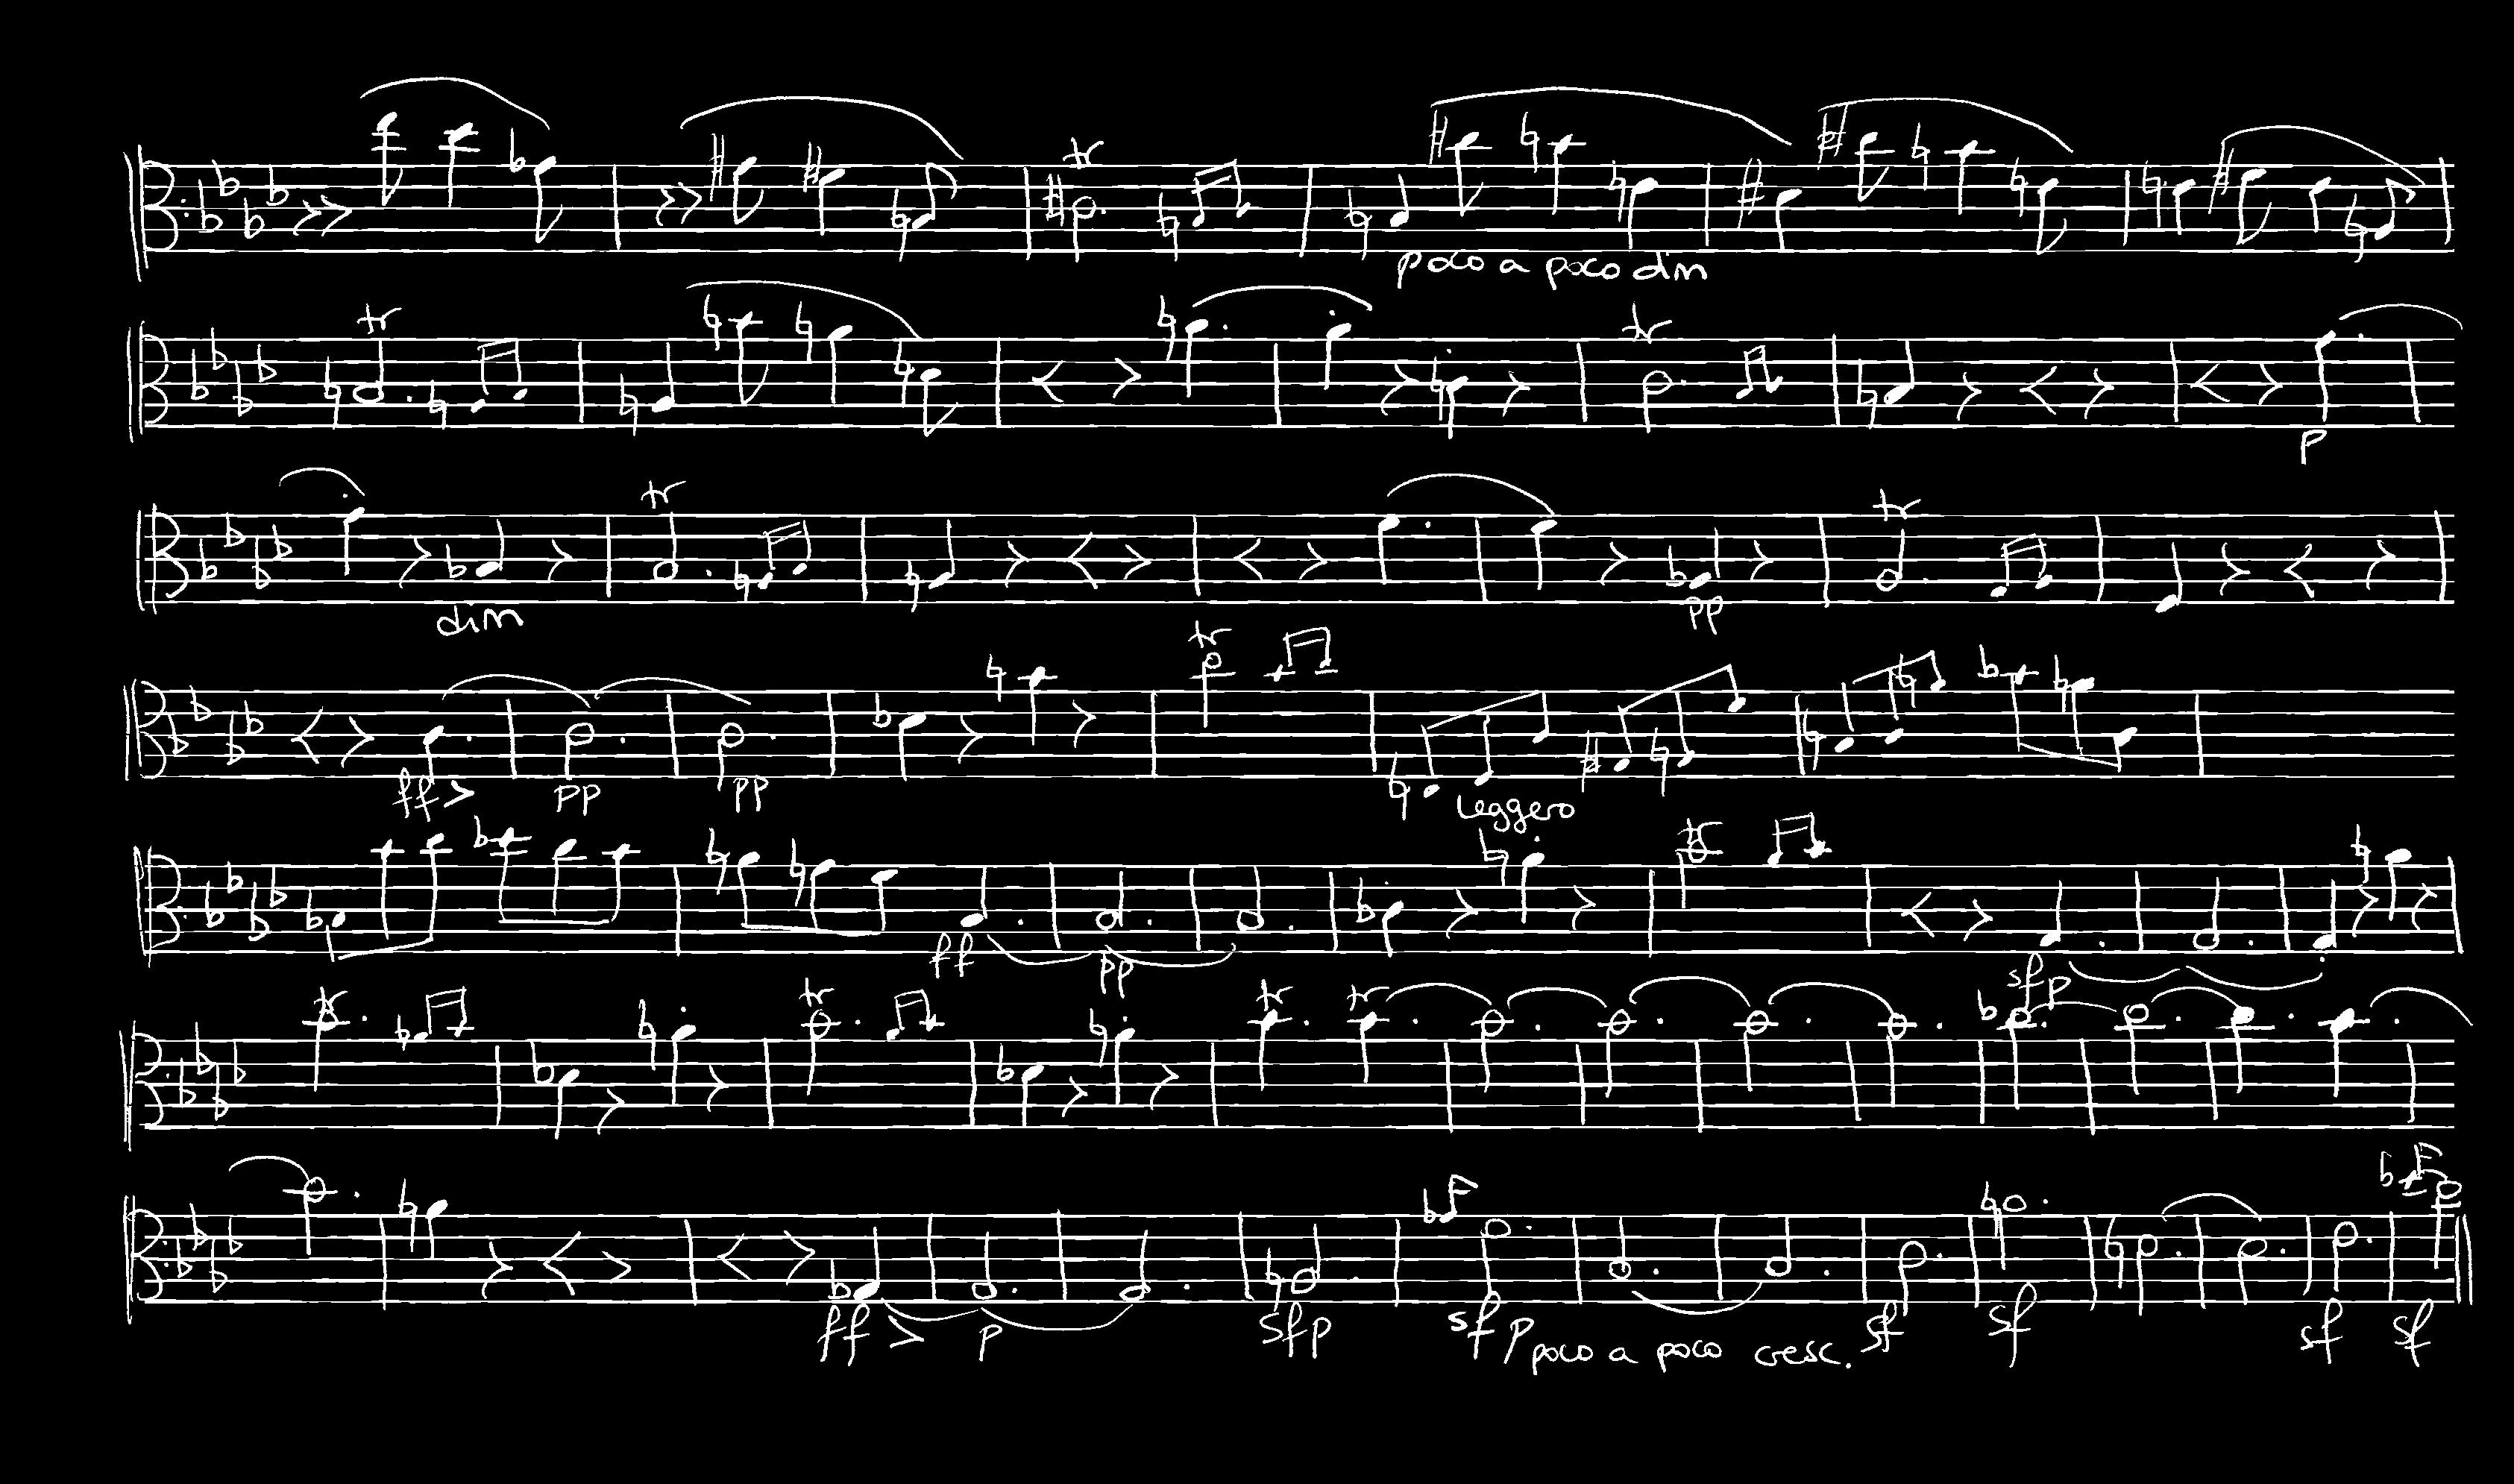 tr
poco a poco dim
tr tr
p
tr tr
dim pp
tr
ff pp pp leggero
tr
ff pp sfp
tr tr tr tr
ff p sfp sf p poco a poco cresc. sf sf sf sf